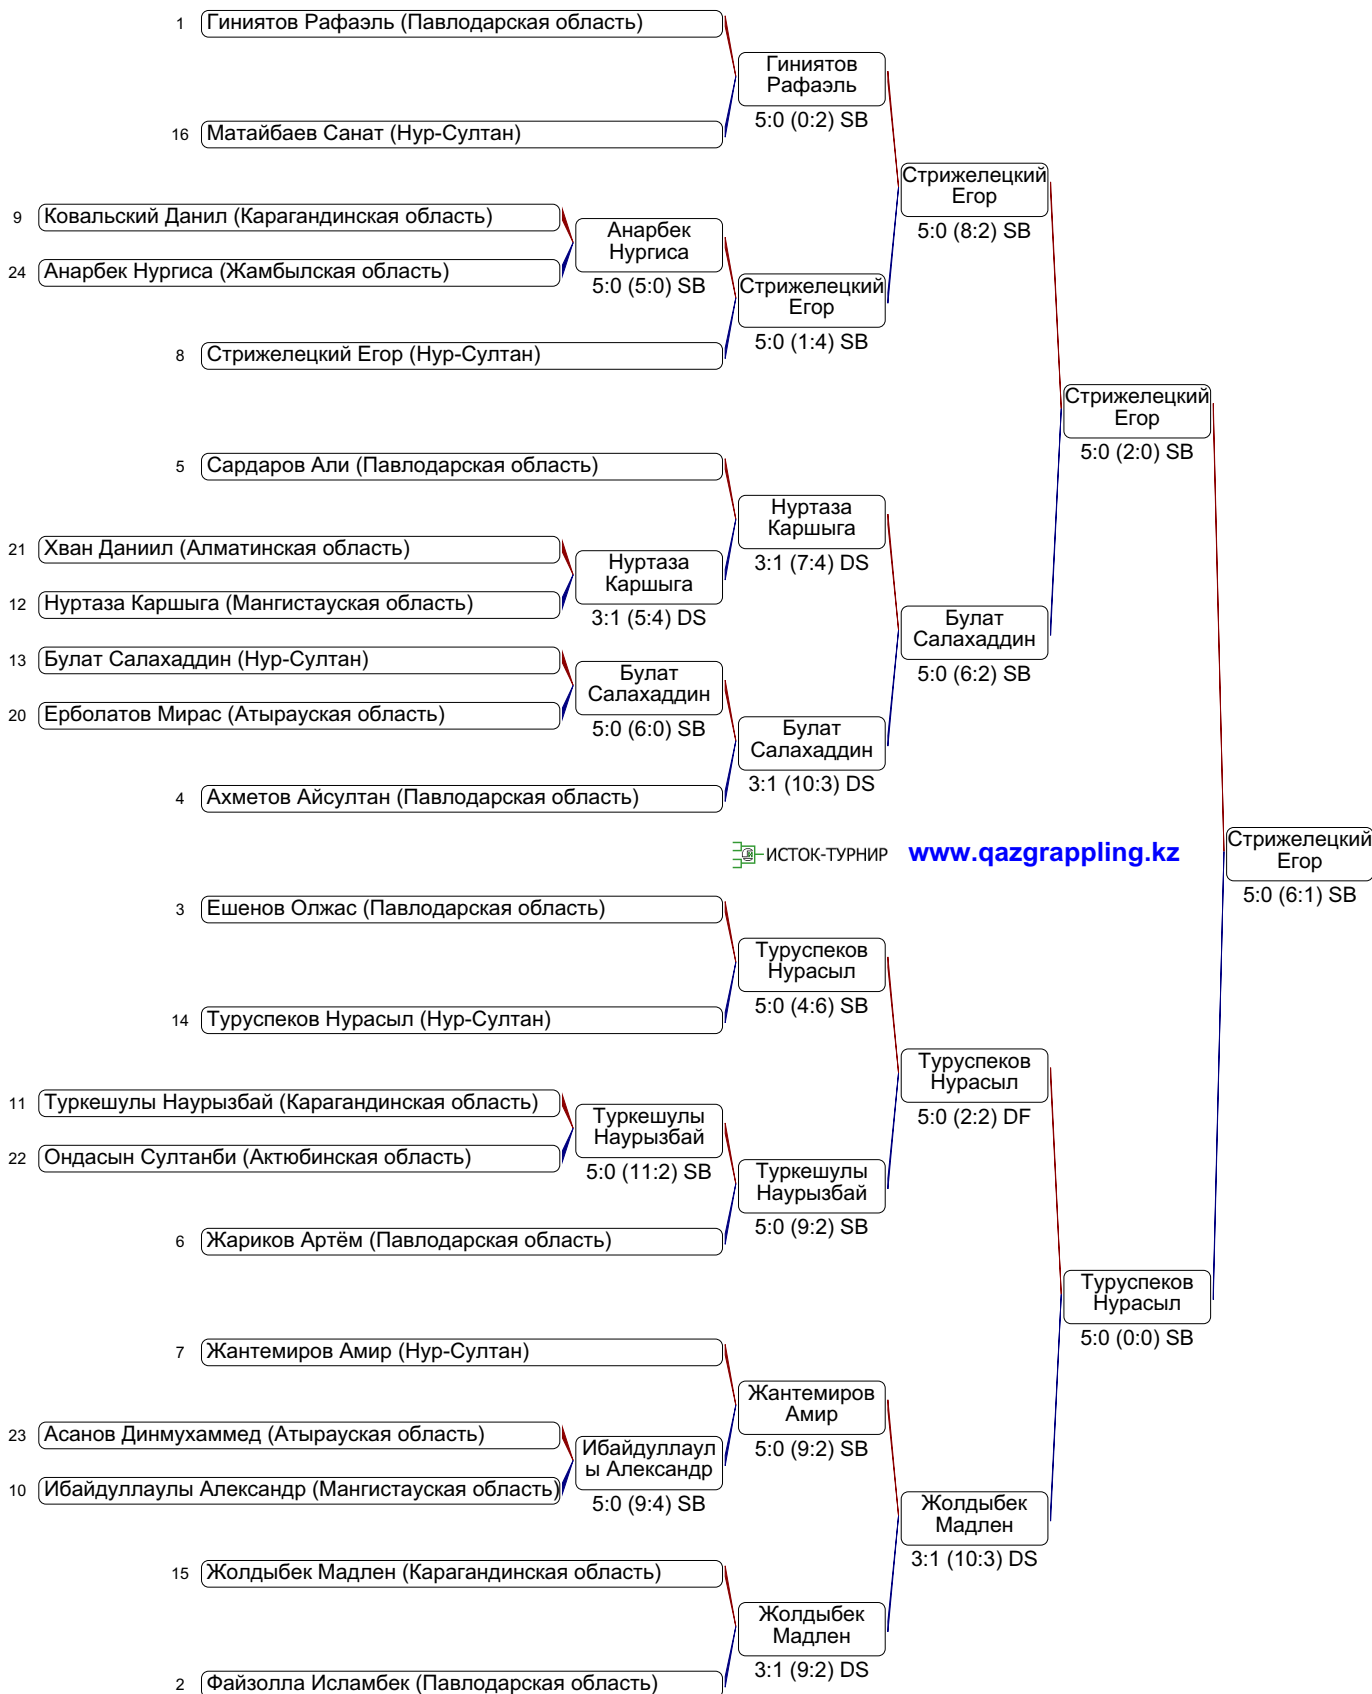 1 Гиниятов Рафаэль (Павлодарская область)
Гиниятов
Рафаэль
5:0 (0:2) SB
16 Матайбаев Санат (Нур-Султан)
Стрижелецкий
Егор
5:0 (8:2) SB
9 Ковальский Данил (Карагандинская область)
Анарбек
Нургиса
5:0 (5:0) SB
24 Анарбек Нургиса (Жамбылская область)
Стрижелецкий
Егор
5:0 (1:4) SB
8 Стрижелецкий Егор (Нур-Султан)
Стрижелецкий
Егор
5:0 (2:0) SB
5 Сардаров Али (Павлодарская область)
Нуртаза
Каршыга
3:1 (7:4) DS
21 Хван Даниил (Алматинская область)
Нуртаза
Каршыга
3:1 (5:4) DS
12 Нуртаза Каршыга (Мангистауская область)
Булат
Салахаддин
5:0 (6:2) SB
13 Булат Салахаддин (Нур-Султан)
Булат
Салахаддин
5:0 (6:0) SB
20 Ерболатов Мирас (Атырауская область)
Булат
Салахаддин
3:1 (10:3) DS
4 Ахметов Айсултан (Павлодарская область)
ИСТОК-ТУРНИР www.qazgrappling.kz
Стрижелецкий
Егор
5:0 (6:1) SB
3 Ешенов Олжас (Павлодарская область)
Туруспеков
Нурасыл
5:0 (4:6) SB
14 Туруспеков Нурасыл (Нур-Султан)
Туруспеков
Нурасыл
5:0 (2:2) DF
11 Туркешулы Наурызбай (Карагандинская область)
Туркешулы
Наурызбай
5:0 (11:2) SB
22 Ондасын Султанби (Актюбинская область)
Туркешулы
Наурызбай
5:0 (9:2) SB
6 Жариков Артём (Павлодарская область)
Туруспеков
Нурасыл
5:0 (0:0) SB
7 Жантемиров Амир (Нур-Султан)
Жантемиров
Амир
5:0 (9:2) SB
23 Асанов Динмухаммед (Атырауская область)
Ибайдуллаул
ы Александр
5:0 (9:4) SB
10 Ибайдуллаулы Александр (Мангистауская область)
Жолдыбек
Мадлен
3:1 (10:3) DS
15 Жолдыбек Мадлен (Карагандинская область)
Жолдыбек
Мадлен
3:1 (9:2) DS
2 Файзолла Исламбек (Павлодарская область)